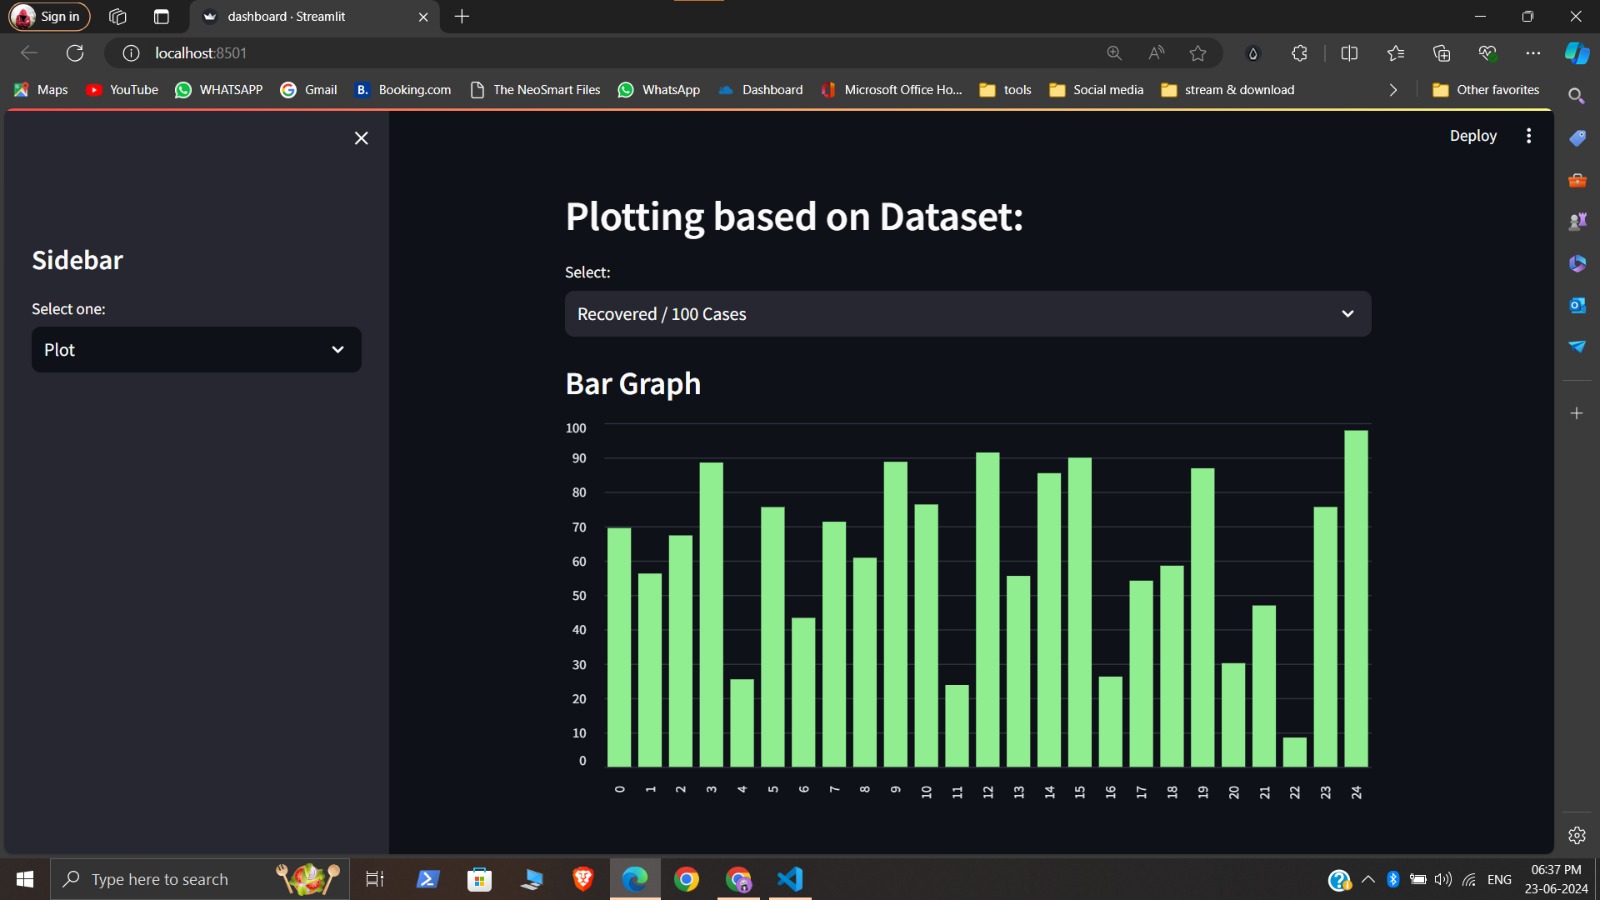 Sign in
dashboard · Streamlit
localhost:8501
Maps
YouTube
WHATSAPP
Gmail
B. Booking.com
The NeoSmart Files
WhatsApp
Dashboard
Microsoft Office Ho...
tools
Social media
stream & download
Other favorites
Deploy
Sidebar
Select one:
Plot
Plotting based on Dataset:
Select:
Recovered / 100 Cases
Bar Graph
100
90
80
70
60
50
40
30
20
10
0
0 1 2 3 4 5 6 7 8 9 10 11 12 13 14 15 16 17 18 19 20 21 22 23 24
Type here to search
ENG
06:37 PM
23-06-2024